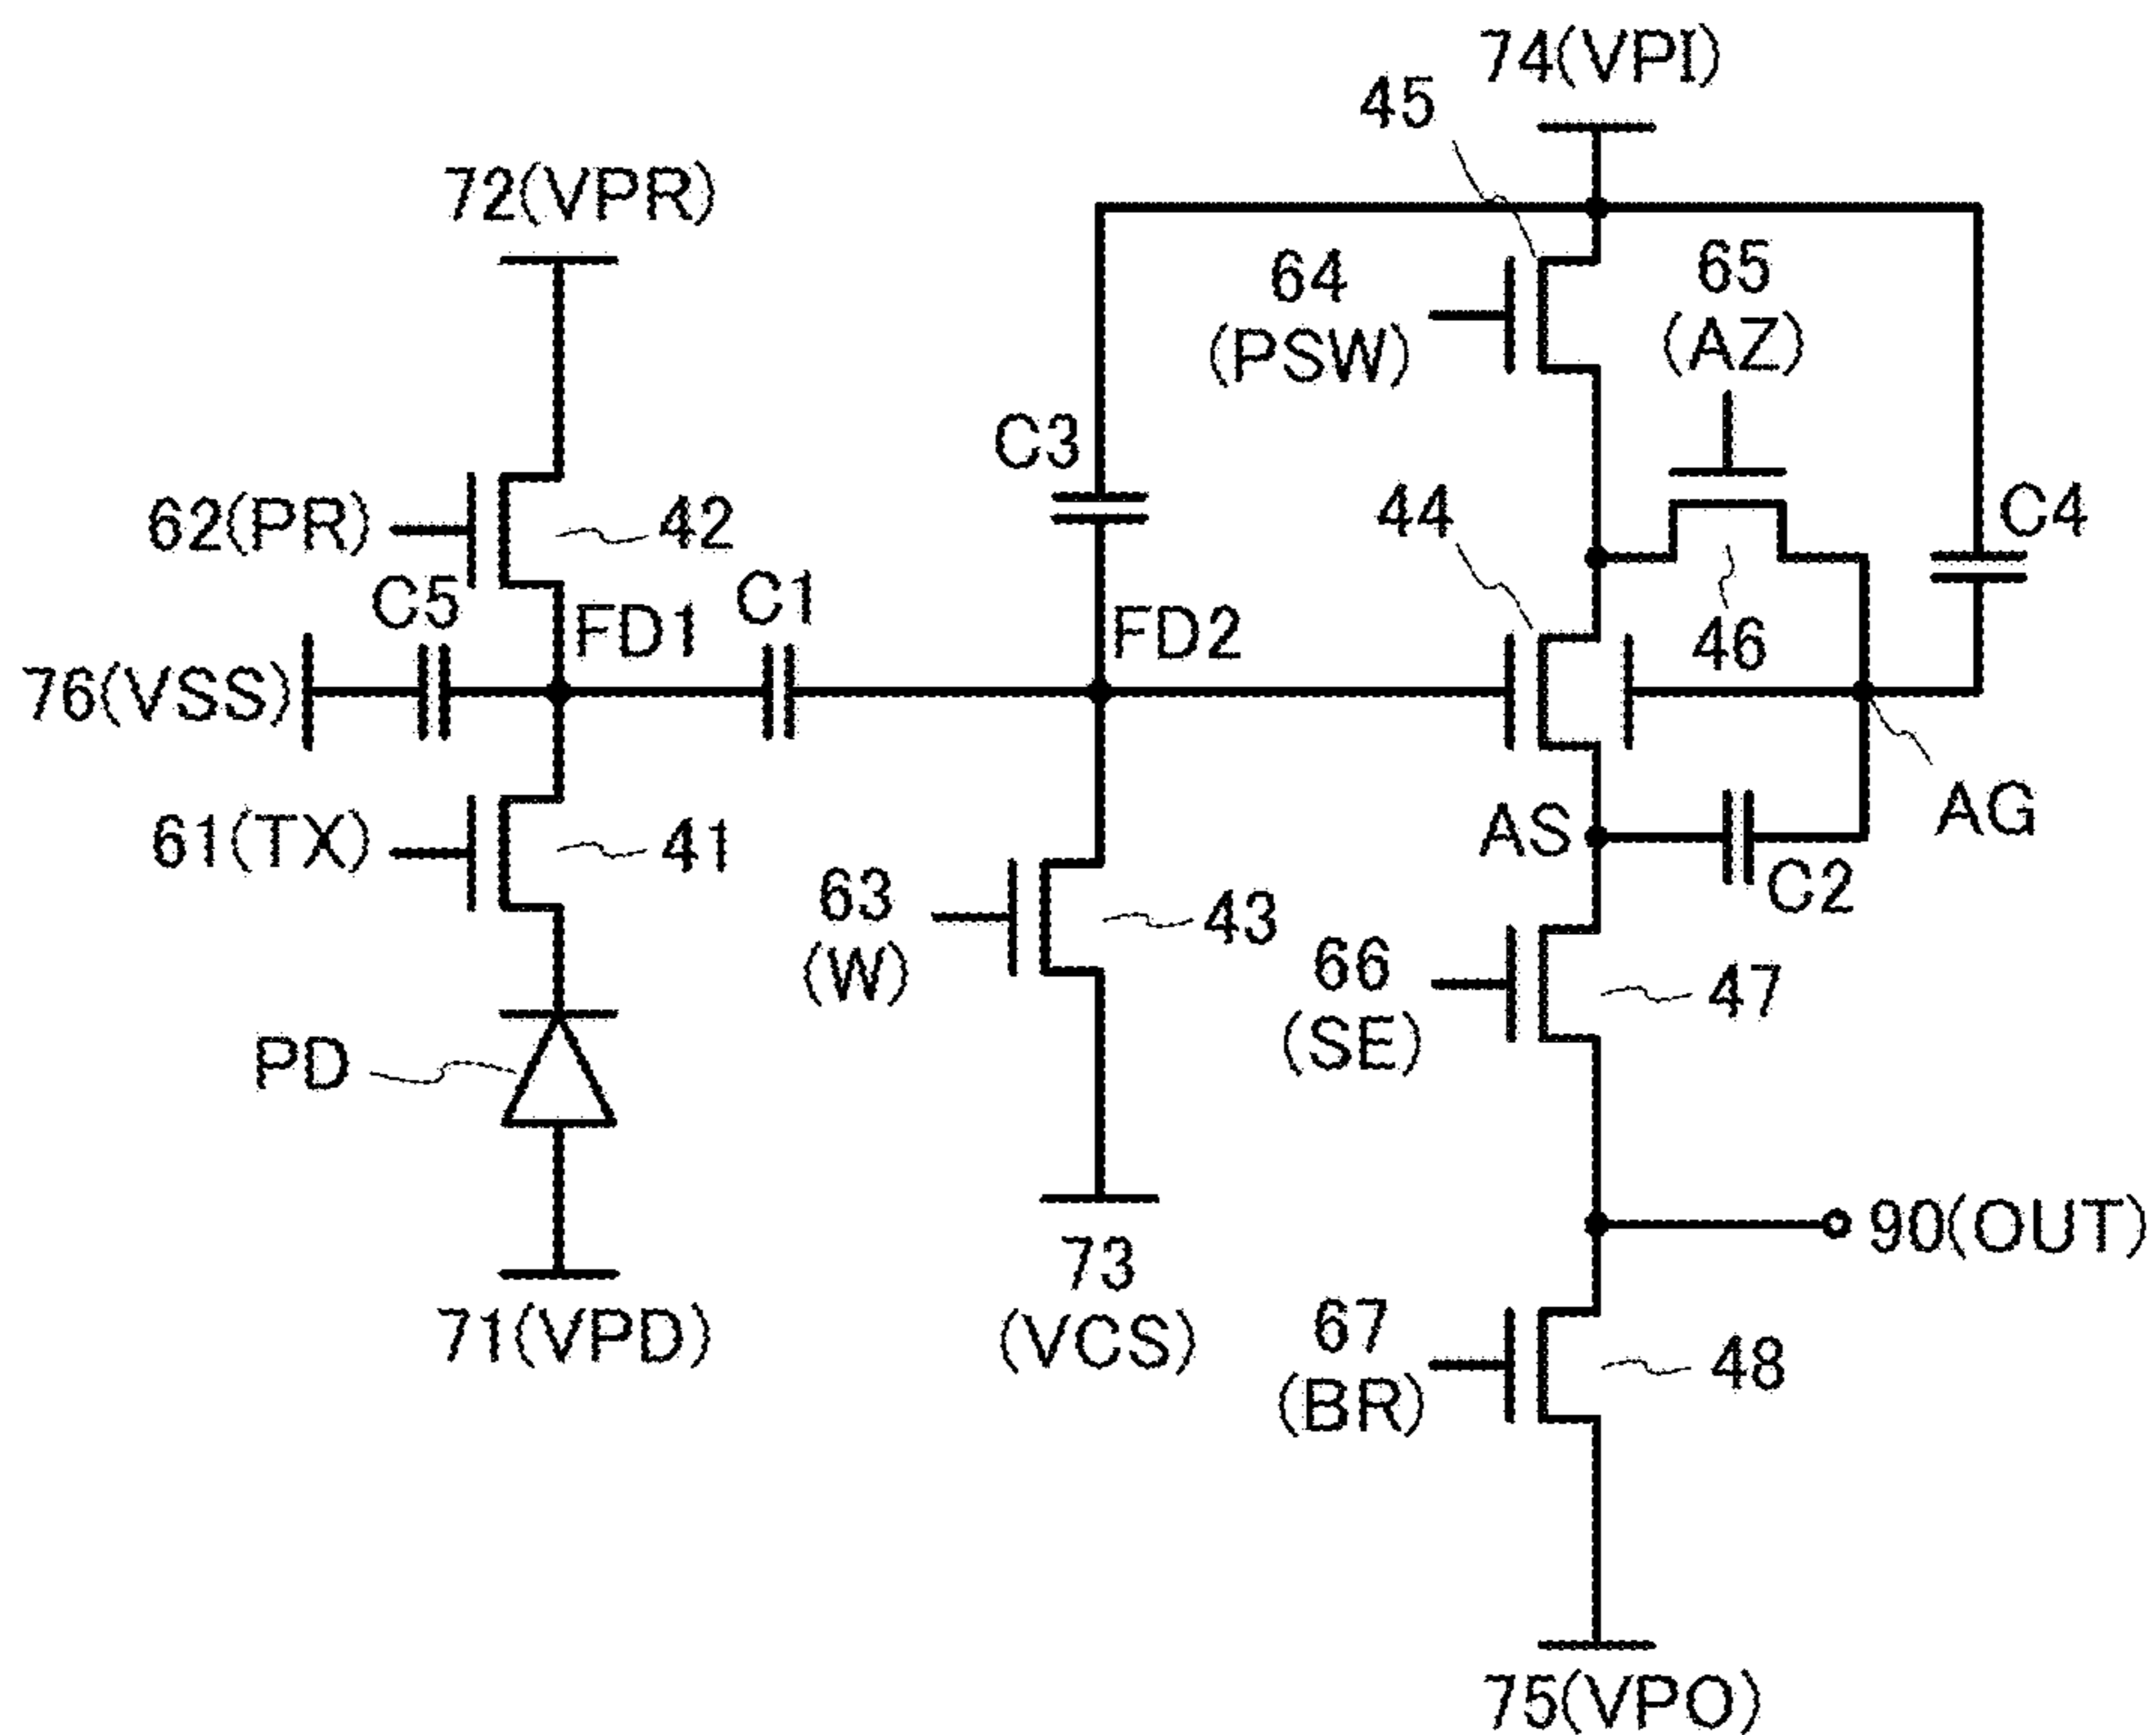 74(VPI)
45
72(VPR)
64
(PSW)
65
(AZ)
C3
62(PR)
42
44
C4
C5
FD1
C1
FD2
46
76(VSS)
61(TX)
41
AS
AG
63
(W)
43
C2
66
(SE)
47
PD
90(OUT)
71(VPD)
73
(VCS)
67
(BR)
48
75(VPO)